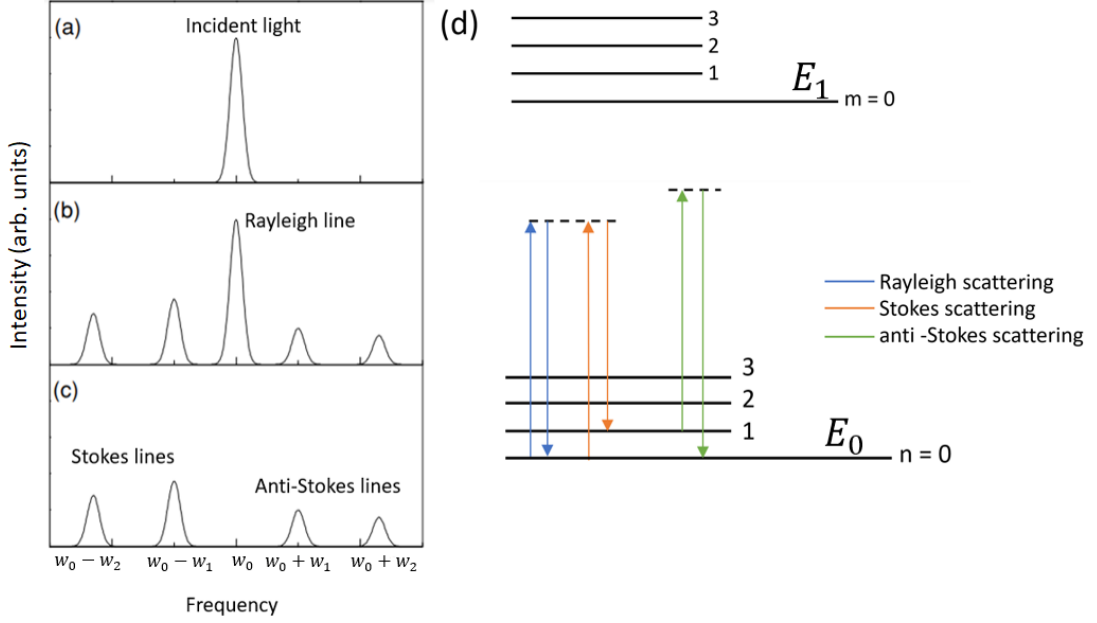 (a)
Incident light
(b)
Rayleigh line
(c)
Stokes lines
Anti-Stokes lines
w₀ − w₂
w₀ − w₁
w₀
w₀ + w₁
w₀ + w₂
Frequency
Intensity (arb. units)
(d)
3
2
1
E₁
m = 0
Rayleigh scattering
Stokes scattering
anti -Stokes scattering
3
2
1
E₀
n = 0